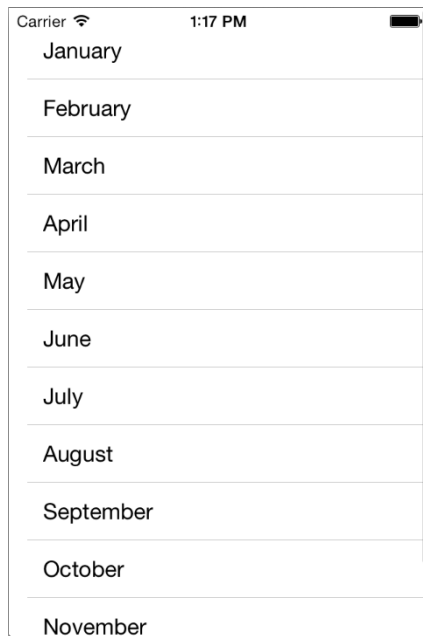 Carrier 1:17 PM
January
February
March
April
May
June
July
August
September
October
November